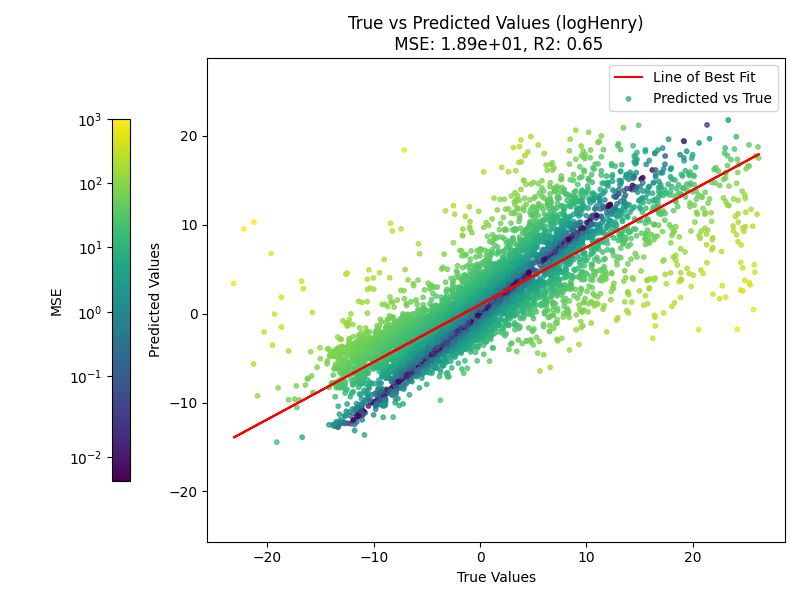 True vs Predicted Values (logHenry)
MSE: 1.89e+01, R2: 0.65
Line of Best Fit
Predicted vs True
10³
10²
10¹
10⁰
10⁻¹
10⁻²
MSE
Predicted Values
20
10
0
−10
−20
−20
−10
0
10
20
True Values